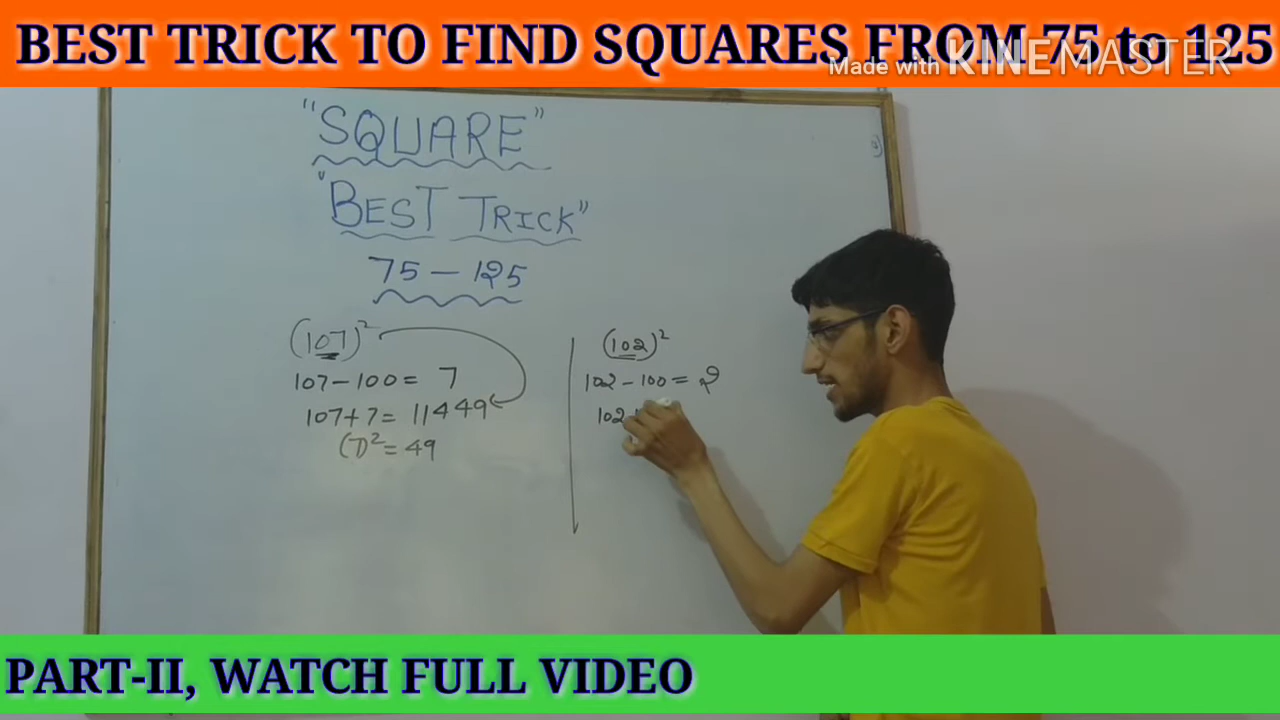 BEST TRICK TO FIND SQUARES FROM 75 to 125
Made with KINEMASTER
"SQUARE"
"BEST TRICK"
75 - 125
(107)²
107 - 100 = 7
107 + 7 = 11449
(7)² = 49
(102)²
102 - 100 = 2
102
PART-II, WATCH FULL VIDEO